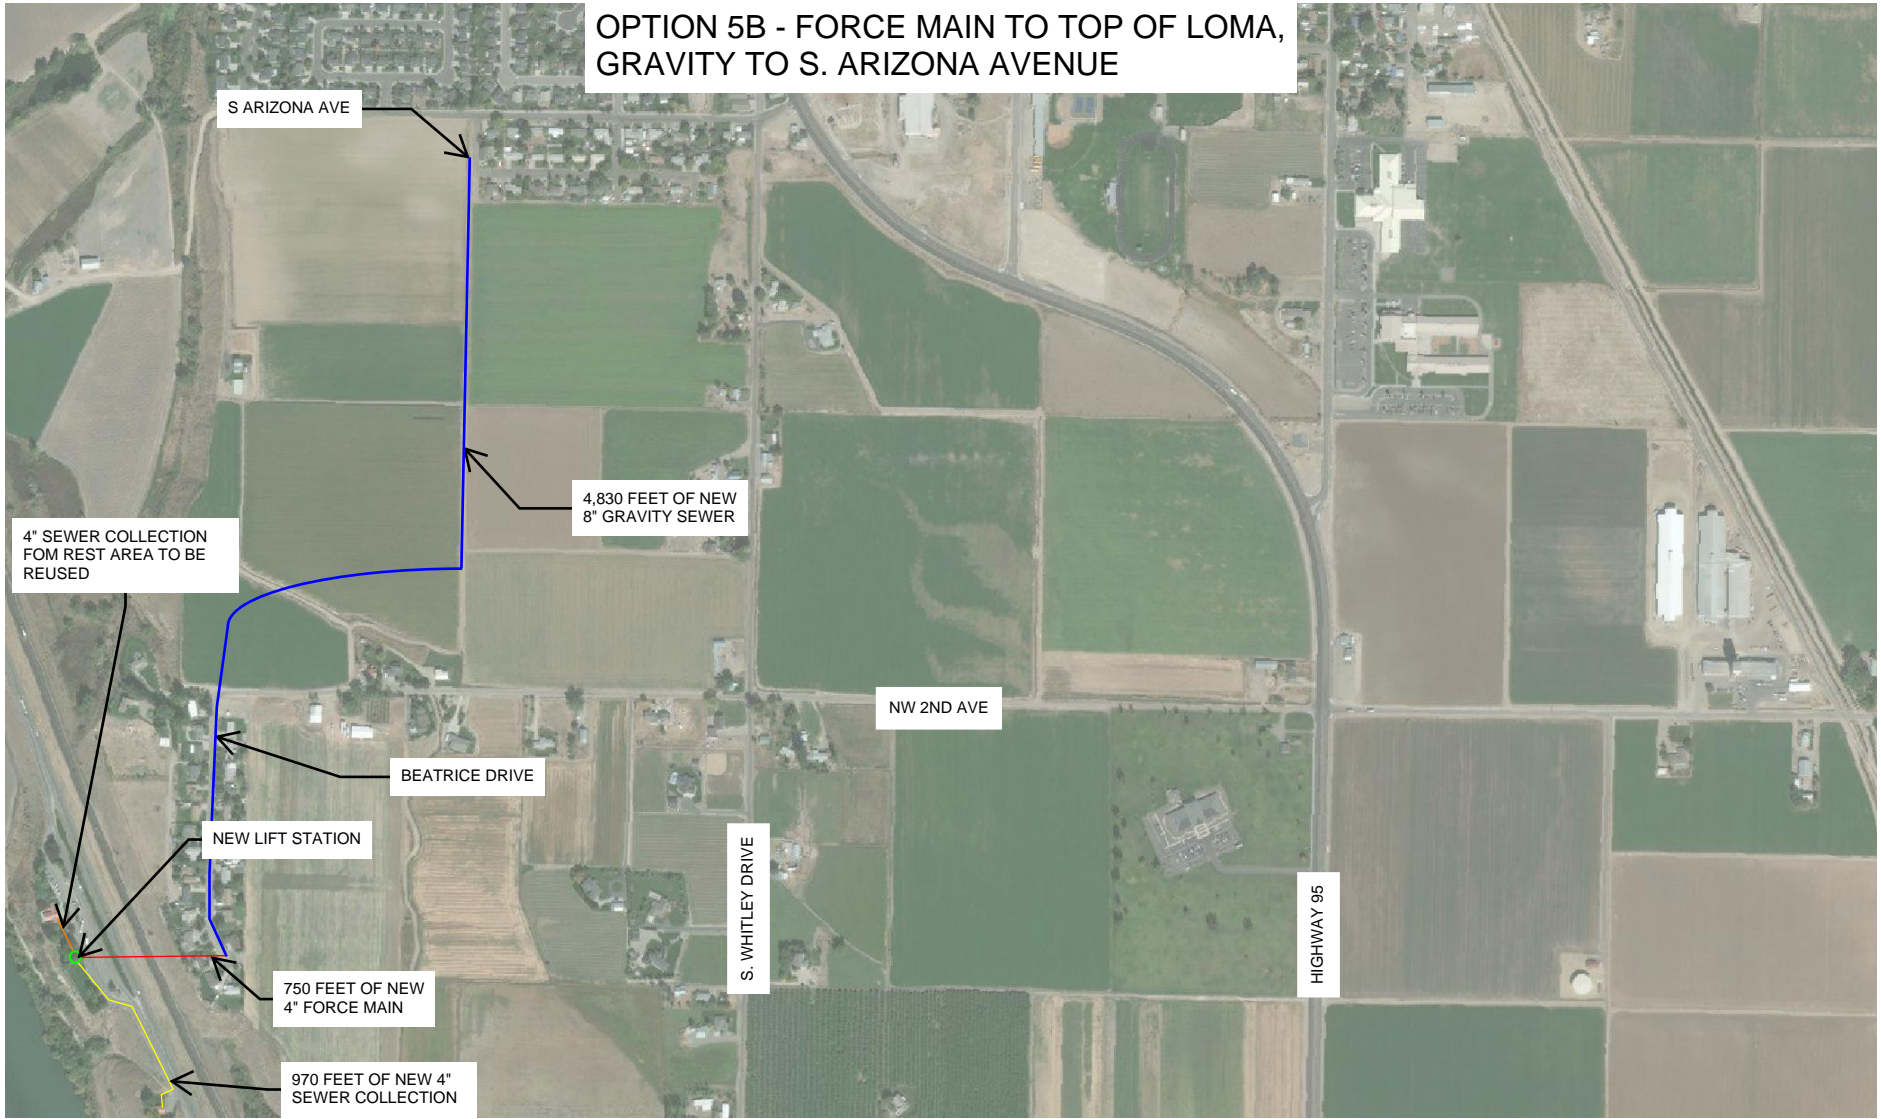 OPTION 5B - FORCE MAIN TO TOP OF LOMA,
GRAVITY TO S. ARIZONA AVENUE
S ARIZONA AVE
4,830 FEET OF NEW
8" GRAVITY SEWER
4" SEWER COLLECTION
FOM REST AREA TO BE
REUSED
NW 2ND AVE
BEATRICE DRIVE
NEW LIFT STATION
S. WHITLEY DRIVE
HIGHWAY 95
750 FEET OF NEW
4" FORCE MAIN
970 FEET OF NEW 4"
SEWER COLLECTION